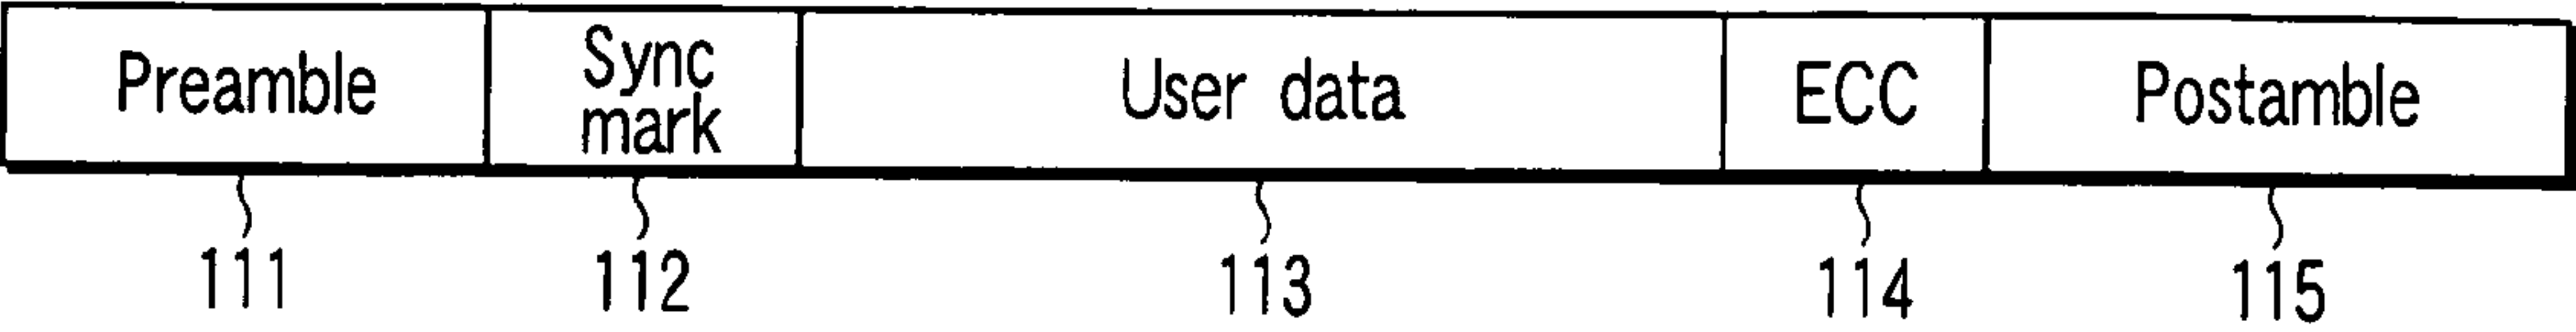 Preamble
Sync
mark
User data
ECC
Postamble
111
112
113
114
115